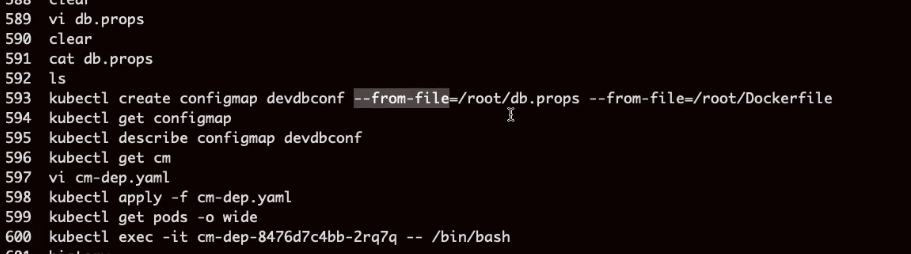 588 clear
589 vi db.props
590 clear
591 cat db.props
592 ls
593 kubectl create configmap devdbconf --from-file=/root/db.props --from-file=/root/Dockerfile
594 kubectl get configmap
595 kubectl describe configmap devdbconf
596 kubectl get cm
597 vi cm-dep.yaml
598 kubectl apply -f cm-dep.yaml
599 kubectl get pods -o wide
600 kubectl exec -it cm-dep-8476d7c4bb-2rq7q -- /bin/bash